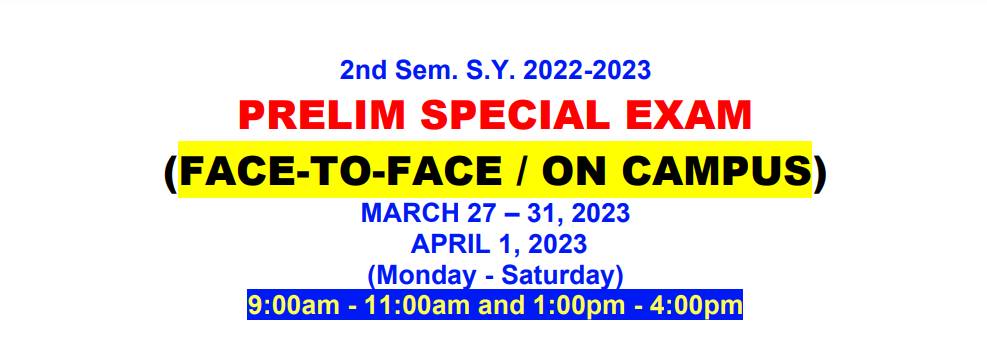 2nd Sem. S.Y. 2022-2023
PRELIM SPECIAL EXAM
(FACE-TO-FACE / ON CAMPUS)
MARCH 27 – 31, 2023
APRIL 1, 2023
(Monday - Saturday)
9:00am - 11:00am and 1:00pm - 4:00pm